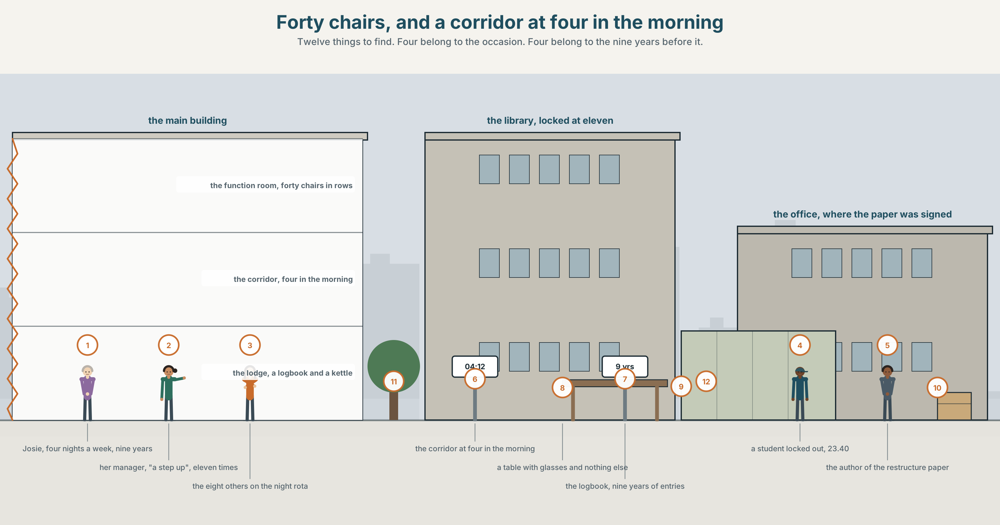 Forty chairs, and a corridor at four in the morning
Twelve things to find. Four belong to the occasion. Four belong to the nine years before it.
the main building
the library, locked at eleven
the office, where the paper was signed
the function room, forty chairs in rows
the corridor, four in the morning
the lodge, a logbook and a kettle
1
2
3
4
5
04:12
9 yrs
6
7
8
9
10
11
12
Josie, four nights a week, nine years
her manager, "a step up", eleven times
the eight others on the night rota
the corridor at four in the morning
a table with glasses and nothing else
the logbook, nine years of entries
a student locked out, 23.40
the author of the restructure paper